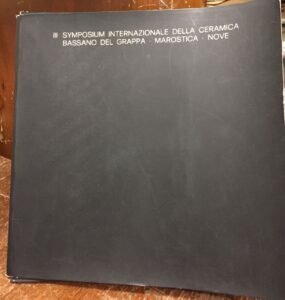 III SYMPOSIUM INTERNAZIONALE DELLA CERAMICA
BASSANO DEL GRAPPA · MAROSTICA · NOVE